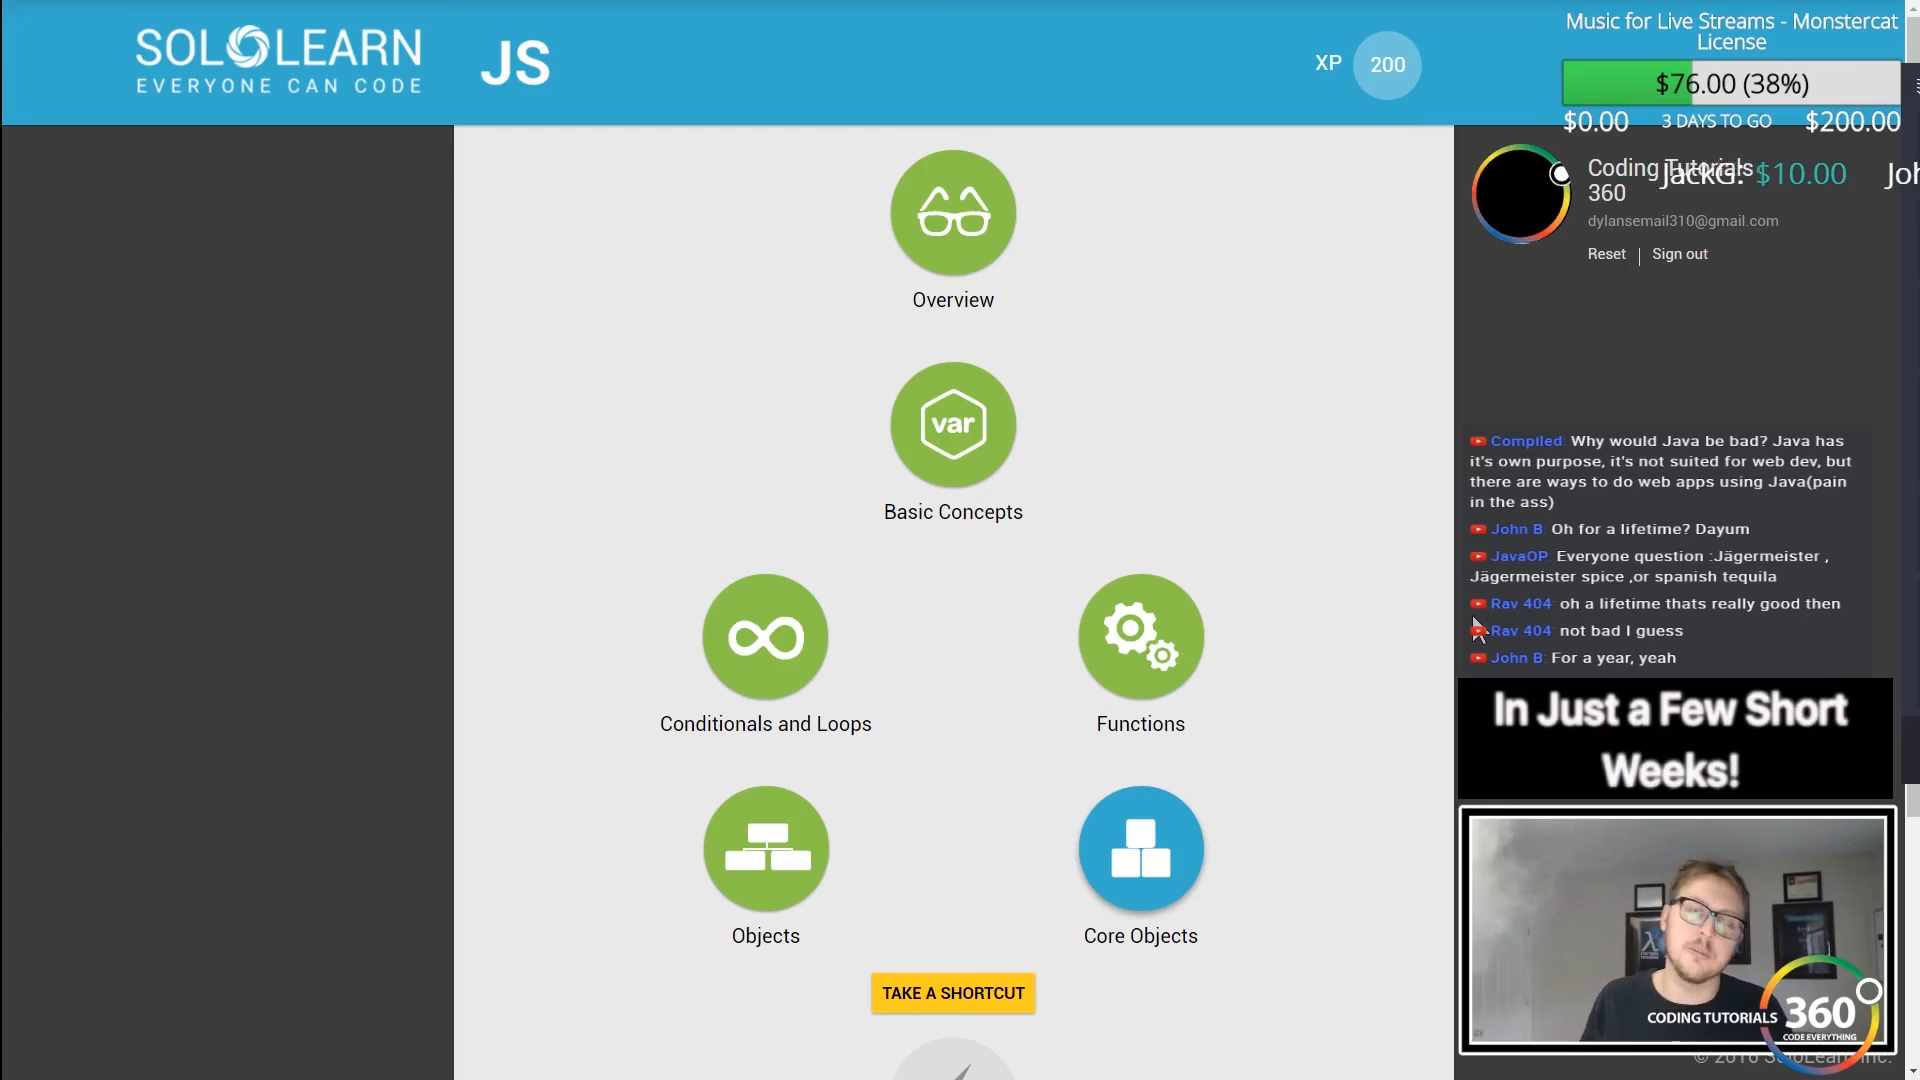 SOLOLEARN
EVERYONE CAN CODE
JS
XP 200
Music for Live Streams - Monstercat
License
$76.00 (38%)
$0.00 3 DAYS TO GO $200.00
Coding Tutorials
360
JackG: $10.00
dylansemail310@gmail.com
Reset | Sign out
Overview
var
Basic Concepts
Conditionals and Loops
Functions
Objects
Core Objects
TAKE A SHORTCUT
Compiled: Why would Java be bad? Java has
it's own purpose, it's not suited for web dev, but
there are ways to do web apps using Java(pain
in the ass)
John B: Oh for a lifetime? Dayum
JavaOP: Everyone question :Jägermeister ,
Jägermeister spice ,or spanish tequila
Rav 404: oh a lifetime thats really good then
Rav 404: not bad I guess
John B: For a year, yeah
In Just a Few Short
Weeks!
CODING TUTORIALS 360
CODE EVERYTHING
© 2016 SoloLearn Inc.